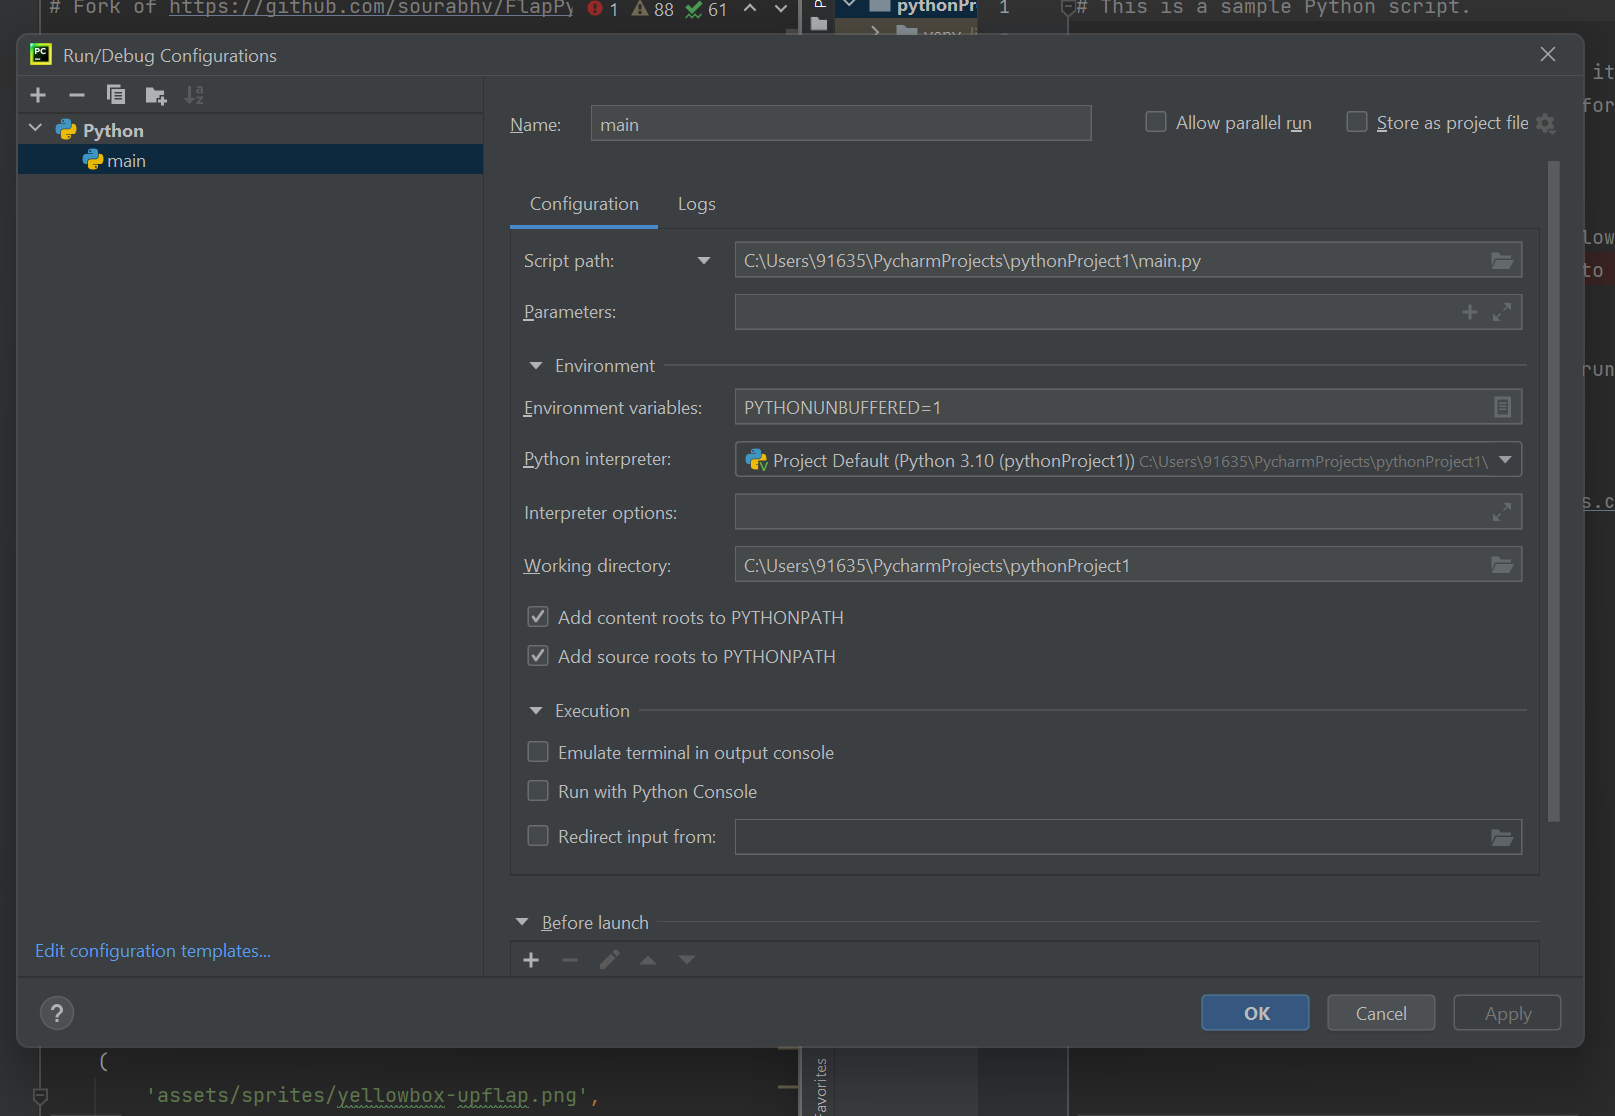 # Fork of https://github.com/sourabhv/FlapPy 1 88 61
pythonPr
1 # This is a sample Python script.
venv
Run/Debug Configurations
Python
main
Name: main
Allow parallel run
Store as project file
Configuration
Logs
Script path: C:\Users\91635\PycharmProjects\pythonProject1\main.py
Parameters:
Environment
Environment variables: PYTHONUNBUFFERED=1
Python interpreter: Project Default (Python 3.10 (pythonProject1)) C:\Users\91635\PycharmProjects\pythonProject1\
Interpreter options:
Working directory: C:\Users\91635\PycharmProjects\pythonProject1
Add content roots to PYTHONPATH
Add source roots to PYTHONPATH
Execution
Emulate terminal in output console
Run with Python Console
Redirect input from:
Before launch
Edit configuration templates...
?
OK
Cancel
Apply
it
for
low
to
run
s.c
(
'assets/sprites/yellowbox-upflap.png',
avorites